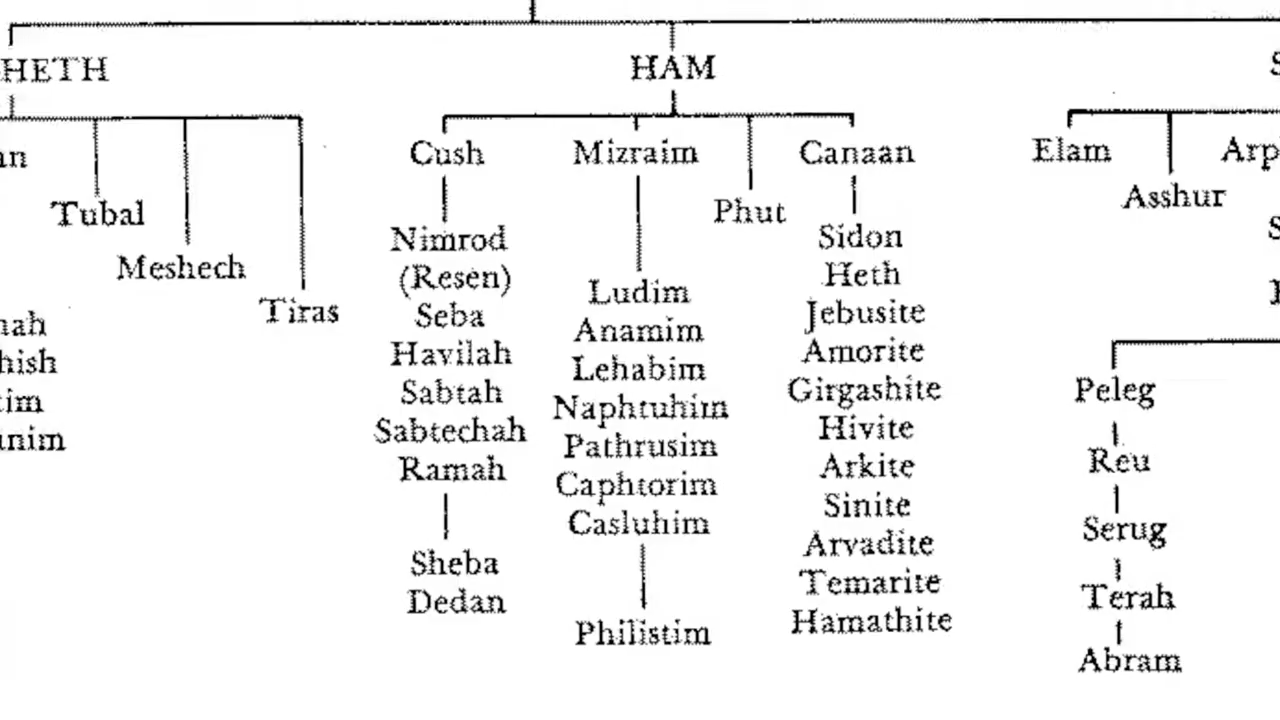 HETH
Tubal
Meshech
Tiras
HAM
Cush
Nimrod
(Resen)
Seba
Havilah
Sabtah
Sabtechah
Ramah
Sheba
Dedan
Mizraim
Ludim
Anamim
Lehabim
Naphtuhim
Pathrusim
Caphtorim
Casluhim
Philistim
Phut
Canaan
Sidon
Heth
Jebusite
Amorite
Girgashite
Hivite
Arkite
Sinite
Arvadite
Temarite
Hamathite
Elam
Asshur
Arp
Peleg
Reu
Serug
Terah
Abram